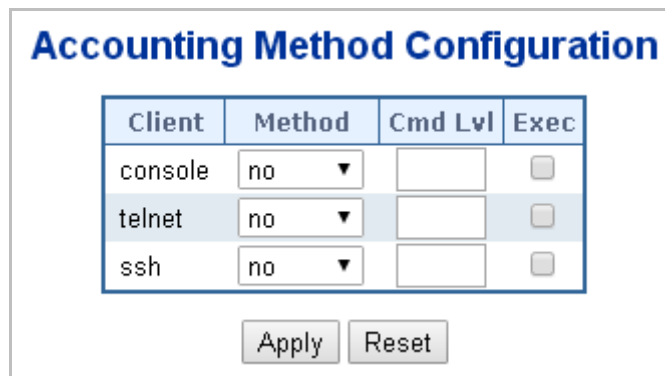 Accounting Method Configuration
Client Method Cmd Lvl Exec
console no
telnet no
ssh no
Apply Reset